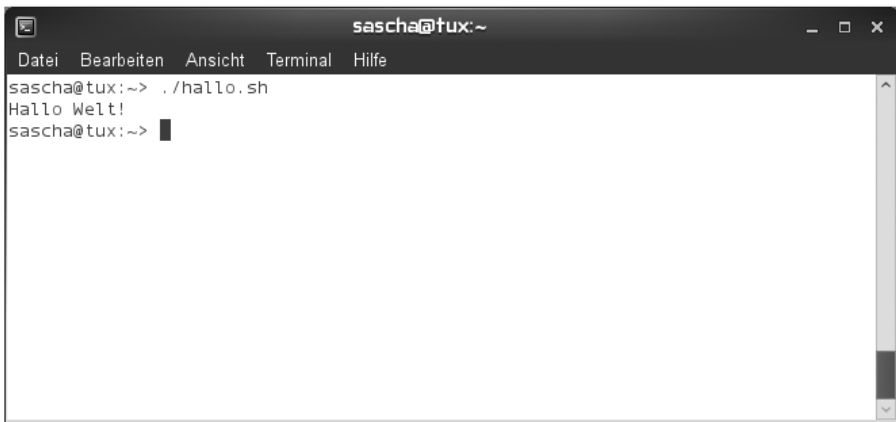 sascha@tux:~
Datei Bearbeiten Ansicht Terminal Hilfe
sascha@tux:~> ./hallo.sh
Hallo Welt!
sascha@tux:~>